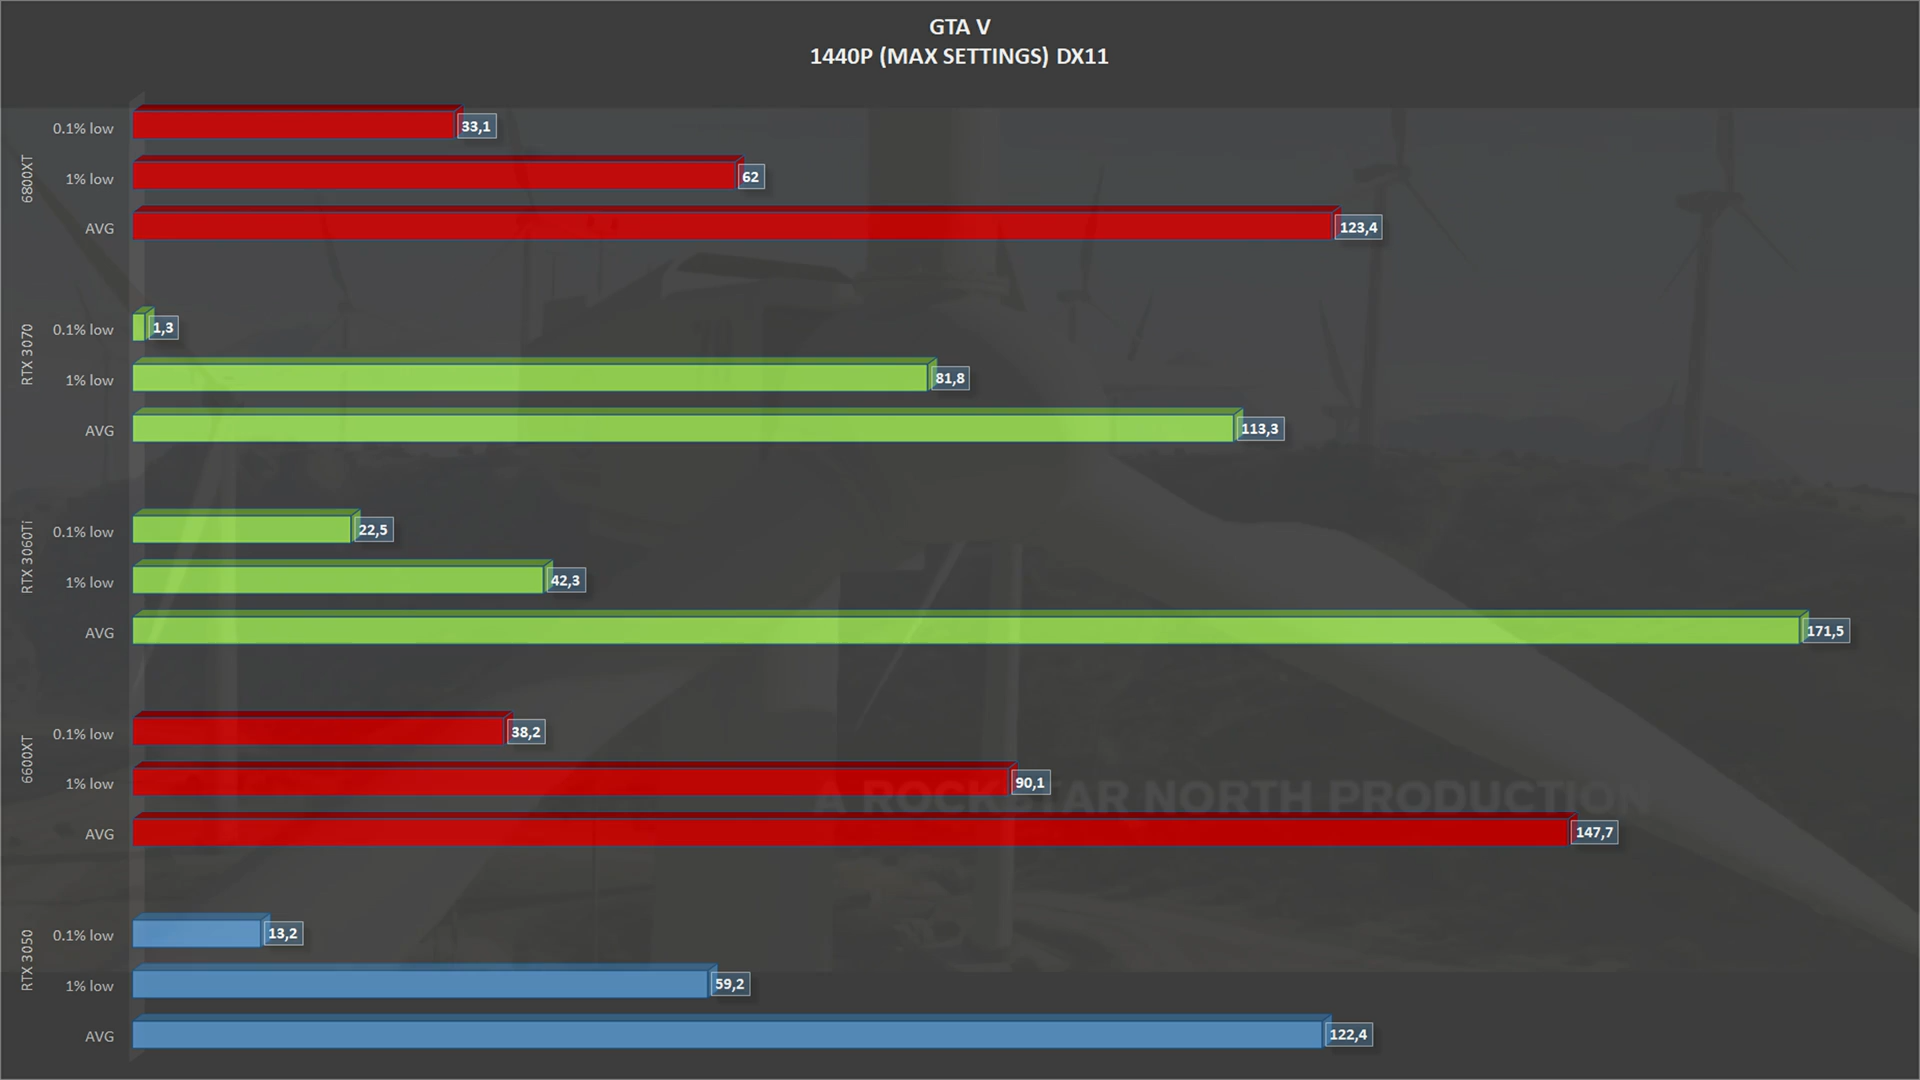 GTA V
1440P (MAX SETTINGS) DX11
6800XT
0.1% low 33,1
1% low 62
AVG 123,4
RTX 3070
0.1% low 1,3
1% low 81,8
AVG 113,3
RTX 3060Ti
0.1% low 22,5
1% low 42,3
AVG 171,5
6600XT
0.1% low 38,2
1% low 90,1
A ROCKSTAR NORTH PRODUCTION
AVG 147,7
RTX 3050
0.1% low 13,2
1% low 59,2
AVG 122,4